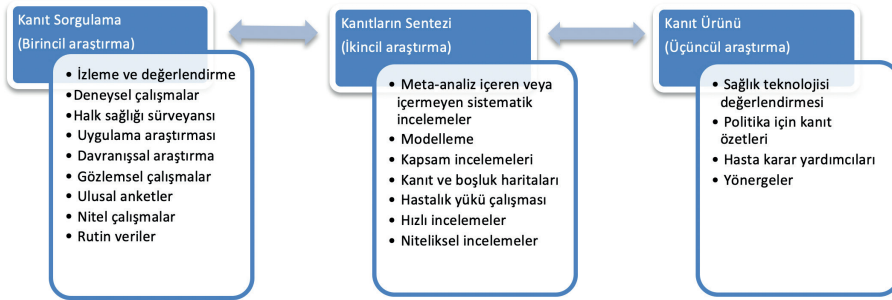 Kanıt Sorgulama
(Birincil araştırma)
• İzleme ve değerlendirme
•Deneysel çalışmalar
•Halk sağlığı sürveyansı
• Uygulama araştırması
• Davranışsal araştırma
• Gözlemsel çalışmalar
• Ulusal anketler
• Nitel çalışmalar
• Rutin veriler
Kanıtların Sentezi
(İkincil araştırma)
• Meta-analiz içeren veya
içermeyen sistematik
incelemeler
• Modelleme
• Kapsam incelemeleri
• Kanıt ve boşluk haritaları
• Hastalık yükü çalışması
• Hızlı incelemeler
• Niteliksel incelemeler
Kanıt Ürünü
(Üçüncül araştırma)
• Sağlık teknolojisi
değerlendirmesi
• Politika için kanıt
özetleri
• Hasta karar yardımcıları
• Yönergeler